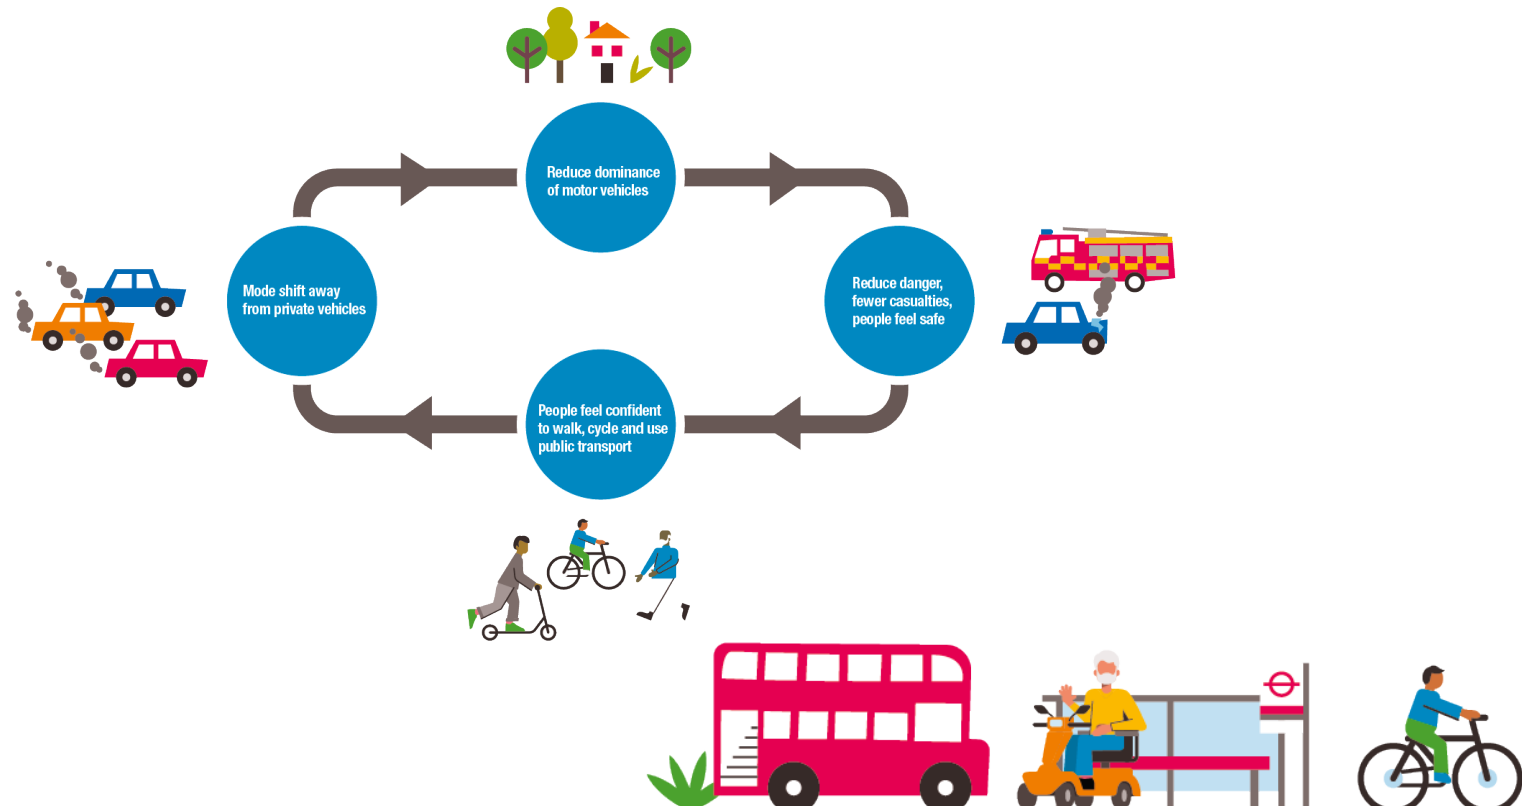 Reduce dominance
of motor vehicles
Mode shift away
from private vehicles
Reduce danger,
fewer casualties,
people feel safe
People feel confident
to walk, cycle and use
public transport